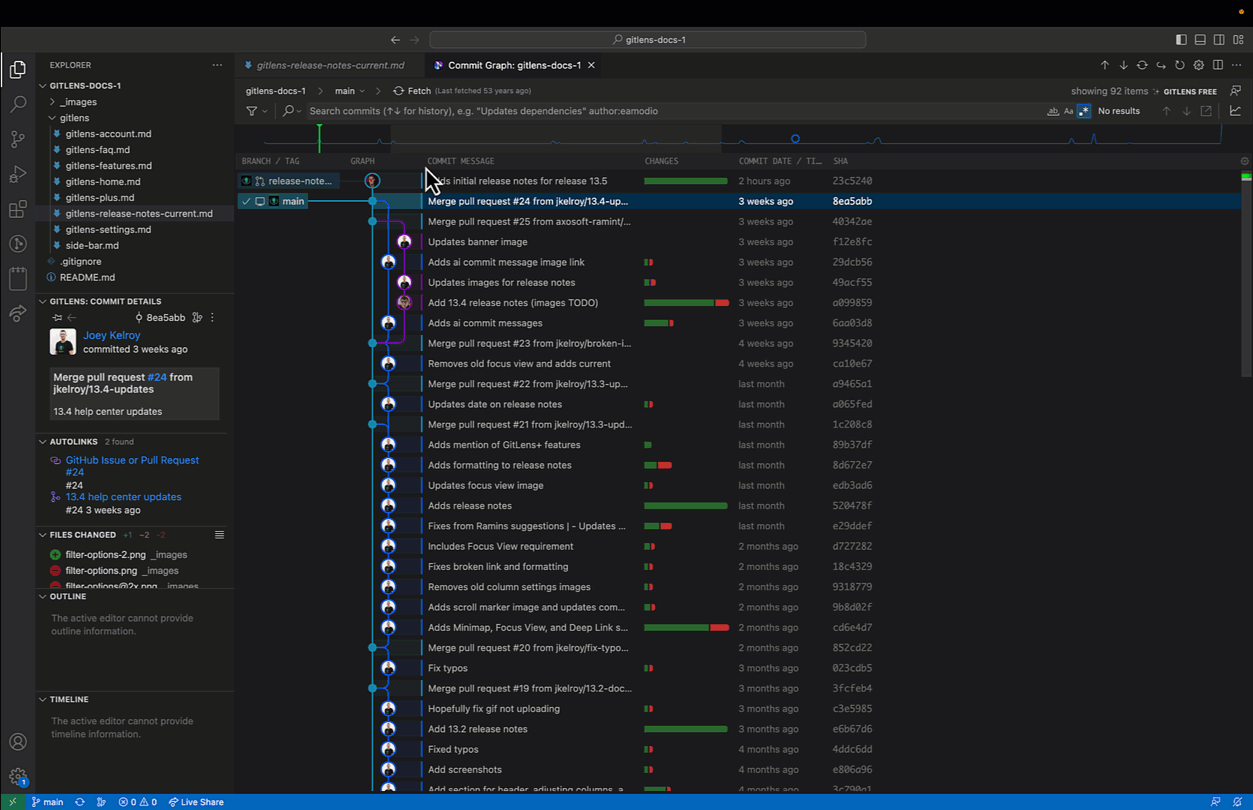 gitlens-docs-1
EXPLORER
GITLENS-DOCS-1
_images
gitlens
gitlens-account.md
gitlens-faq.md
gitlens-features.md
gitlens-home.md
gitlens-plus.md
gitlens-release-notes-current.md
gitlens-settings.md
side-bar.md
.gitignore
README.md
GITLENS: COMMIT DETAILS
8ea5abb
Joey Kelroy
committed 3 weeks ago
Merge pull request #24 from
jkelroy/13.4-updates
13.4 help center updates
AUTOLINKS 2 found
GitHub Issue or Pull Request
#24
#24
13.4 help center updates
#24 3 weeks ago
FILES CHANGED +1 ~2 -2
filter-options-2.png _images
filter-options.png _images
filter-options@2x.png _images
OUTLINE
The active editor cannot provide
outline information.
TIMELINE
The active editor cannot provide
timeline information.
gitlens-release-notes-current.md
Commit Graph: gitlens-docs-1
gitlens-docs-1 > main > Fetch (Last fetched 53 years ago)
showing 92 items GITLENS FREE
Search commits (↑↓ for history), e.g. "Updates dependencies" author:eamodio
ab Aa .* No results
BRANCH / TAG GRAPH COMMIT MESSAGE CHANGES COMMIT DATE / TI... SHA
release-note... ds initial release notes for release 13.5 2 hours ago 23c5240
main Merge pull request #24 from jkelroy/13.4-up... 3 weeks ago 8ea5abb
Merge pull request #25 from axosoft-ramint/... 3 weeks ago 40342ae
Updates banner image 3 weeks ago f12e8fc
Adds ai commit message image link 3 weeks ago 29dcb56
Updates images for release notes 3 weeks ago 49acf55
Add 13.4 release notes (images TODO) 3 weeks ago a099859
Adds ai commit messages 3 weeks ago 6aa03d8
Merge pull request #23 from jkelroy/broken-i... 4 weeks ago 9345420
Removes old focus view and adds current 4 weeks ago ca10e67
Merge pull request #22 from jkelroy/13.3-up... last month a9465a1
Updates date on release notes last month a065fed
Merge pull request #21 from jkelroy/13.3-upd... last month 1c208c8
Adds mention of GitLens+ features last month 89b37df
Adds formatting to release notes last month 8d672e7
Updates focus view image last month edb3ad6
Adds release notes last month 520478f
Fixes from Ramins suggestions | - Updates ... last month e29ddef
Includes Focus View requirement 2 months ago d727282
Fixes broken link and formatting 2 months ago 18c4329
Removes old column settings images 2 months ago 9318779
Adds scroll marker image and updates com... 2 months ago 9b8d02f
Adds Minimap, Focus View, and Deep Link s... 2 months ago cd6e4d7
Merge pull request #20 from jkelroy/fix-typo... 2 months ago 852cd22
Fix typos 3 months ago 023cdb5
Merge pull request #19 from jkelroy/13.2-doc... 3 months ago 3fcfeb4
Hopefully fix gif not uploading 3 months ago c3e5985
Add 13.2 release notes 3 months ago e6b67d6
Fixed typos 4 months ago 4ddc6dd
Add screenshots 4 months ago e806a96
Add section for header, adjusting columns, a... 4 months ago 3c790a1
1
main 0 0 Live Share